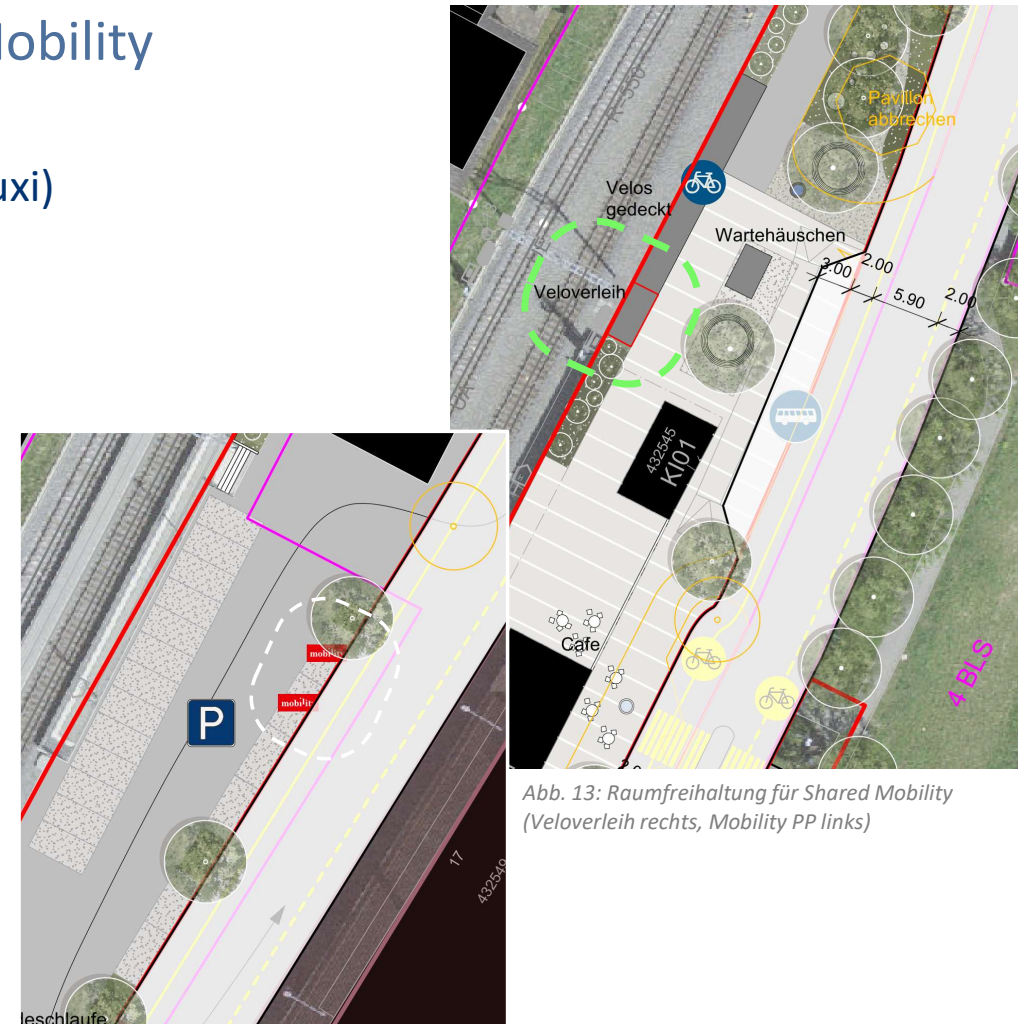 obility
uxi)
Pavillon
abbrechen
Velos
gedeckt
Wartehäuschen
Veloverleih
3.00
2.00
5.90
2.00
432545
KI01
Cafe
4 BLS
mobility
mobility
P
17
432549
leschlaufe
Abb. 13: Raumfreihaltung für Shared Mobility
(Veloverleih rechts, Mobility PP links)